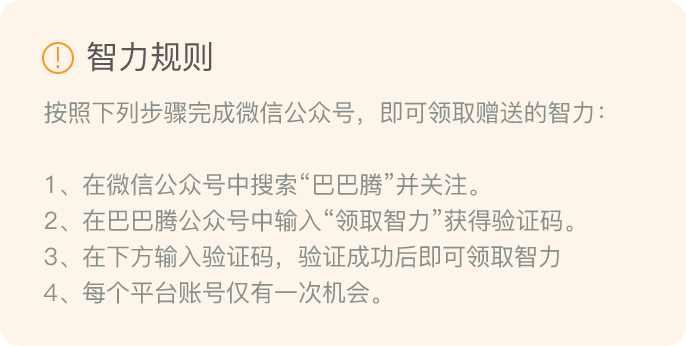 智力规则
按照下列步骤完成微信公众号，即可领取赠送的智力：
1、在微信公众号中搜索“巴巴腾”并关注。
2、在巴巴腾公众号中输入“领取智力”获得验证码。
3、在下方输入验证码，验证成功后即可领取智力
4、每个平台账号仅有一次机会。